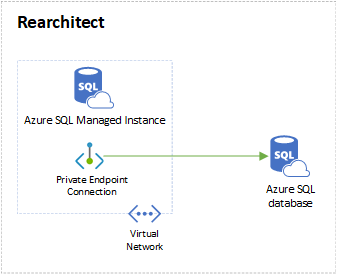 Rearchitect
SQL
Azure SQL Managed Instance
Private Endpoint
Connection
SQL
Azure SQL
database
Virtual
Network